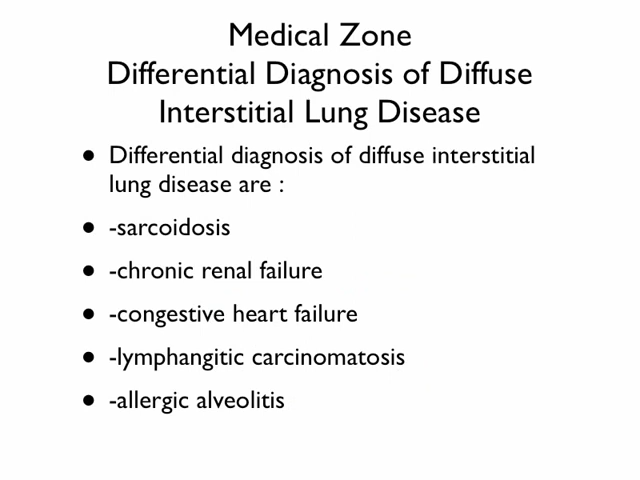 Medical Zone
Differential Diagnosis of Diffuse
Interstitial Lung Disease
• Differential diagnosis of diffuse interstitial
lung disease are :
• -sarcoidosis
• -chronic renal failure
• -congestive heart failure
• -lymphangitic carcinomatosis
• -allergic alveolitis